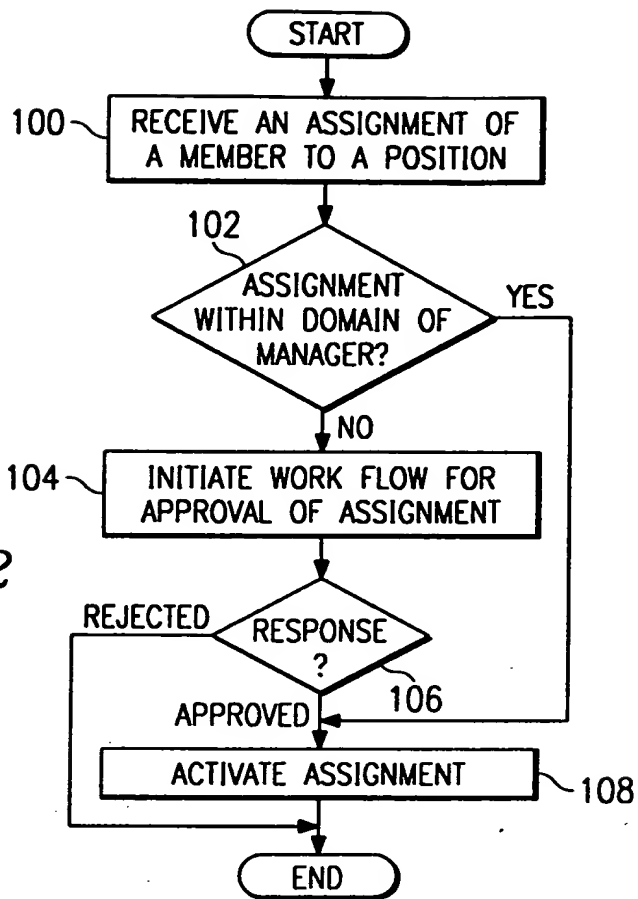 START
100
RECEIVE AN ASSIGNMENT OF
A MEMBER TO A POSITION
102
ASSIGNMENT
WITHIN DOMAIN OF
MANAGER?
YES
NO
104
INITIATE WORK FLOW FOR
APPROVAL OF ASSIGNMENT
2
REJECTED
RESPONSE
?
106
APPROVED
ACTIVATE ASSIGNMENT
108
END